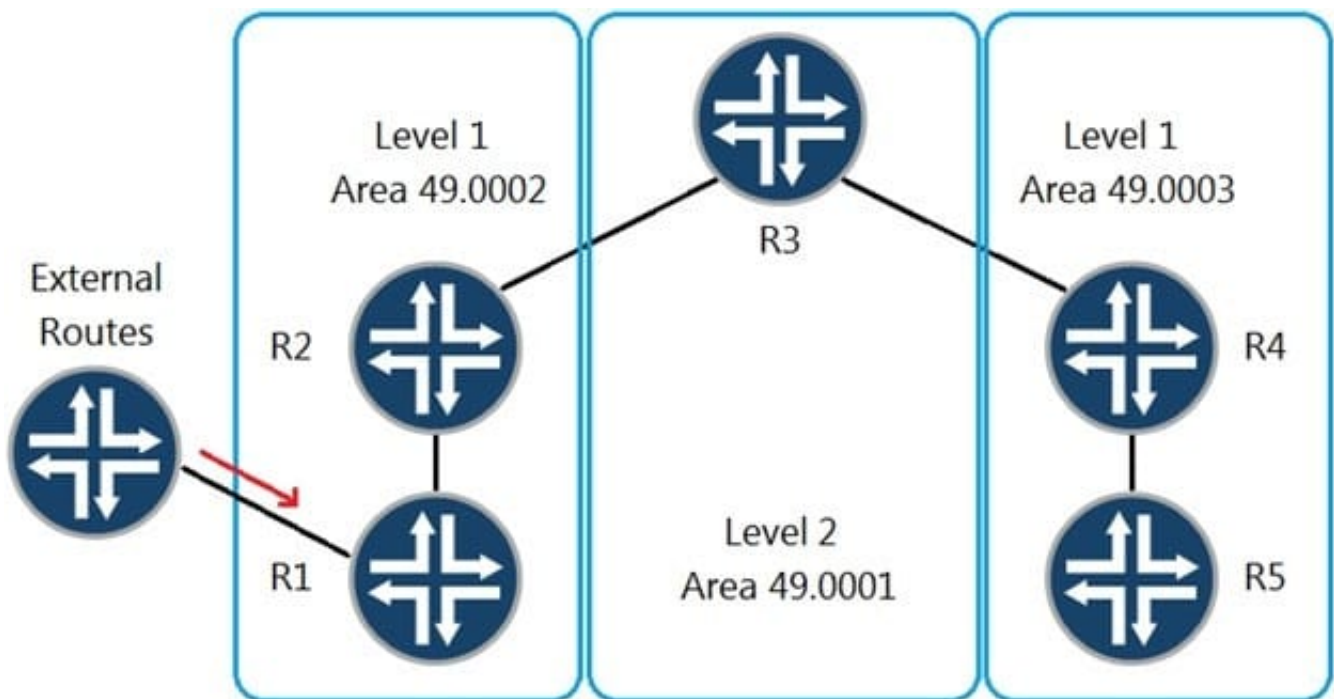 Level 1
Area 49.0002
R3
Level 1
Area 49.0003
External
Routes
R2
R4
R1
Level 2
Area 49.0001
R5